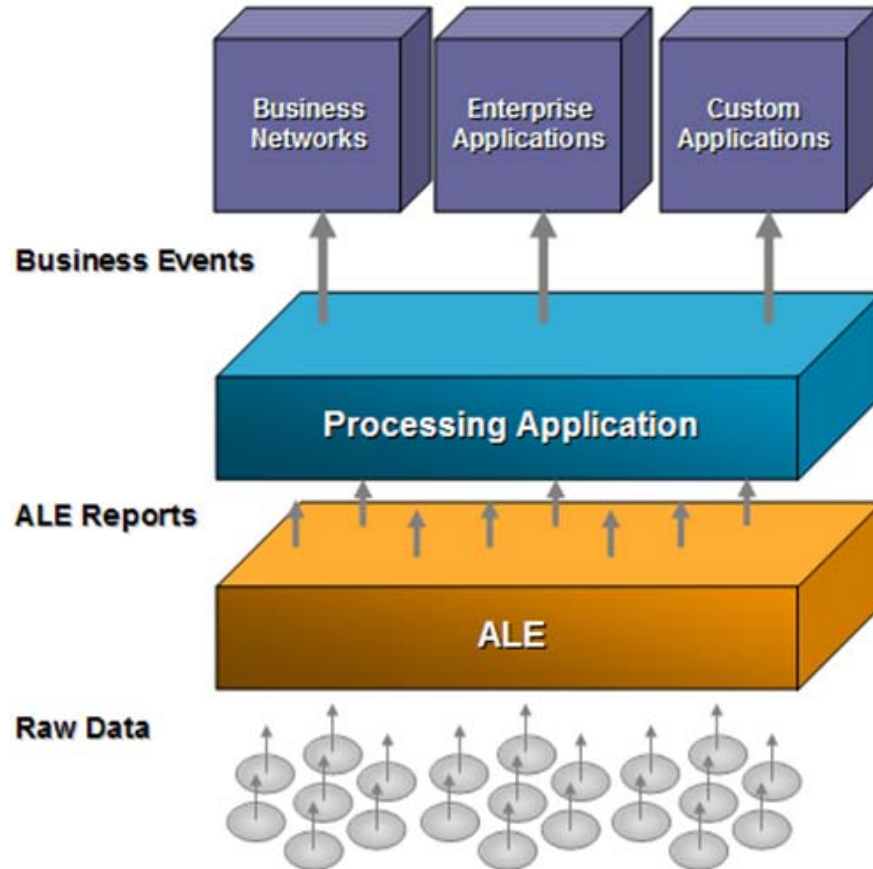 Business
Networks
Enterprise
Applications
Custom
Applications
Business Events
Processing Application
ALE Reports
ALE
Raw Data